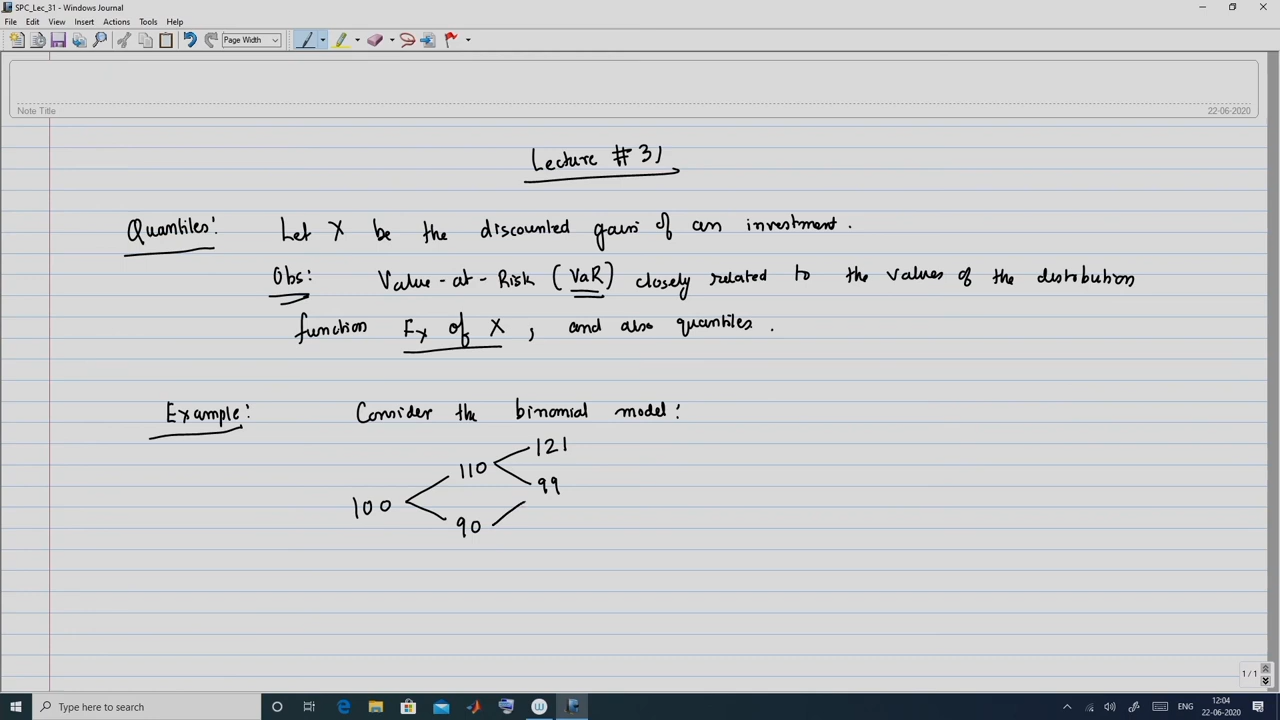 SPC_Lec_31 - Windows Journal
File Edit View Insert Actions Tools Help
Page Width
Note Title
22-06-2020
Lecture # 31
Quantiles: Let X be the discounted gain of an investment.
Obs: Value-at-Risk (VaR) closely related to the values of the distribution
function Fx of X, and also quantiles.
Example: Consider the binomial model:
121
110
99
100
90
1/1
Type here to search
ENG
12:04
22-06-2020